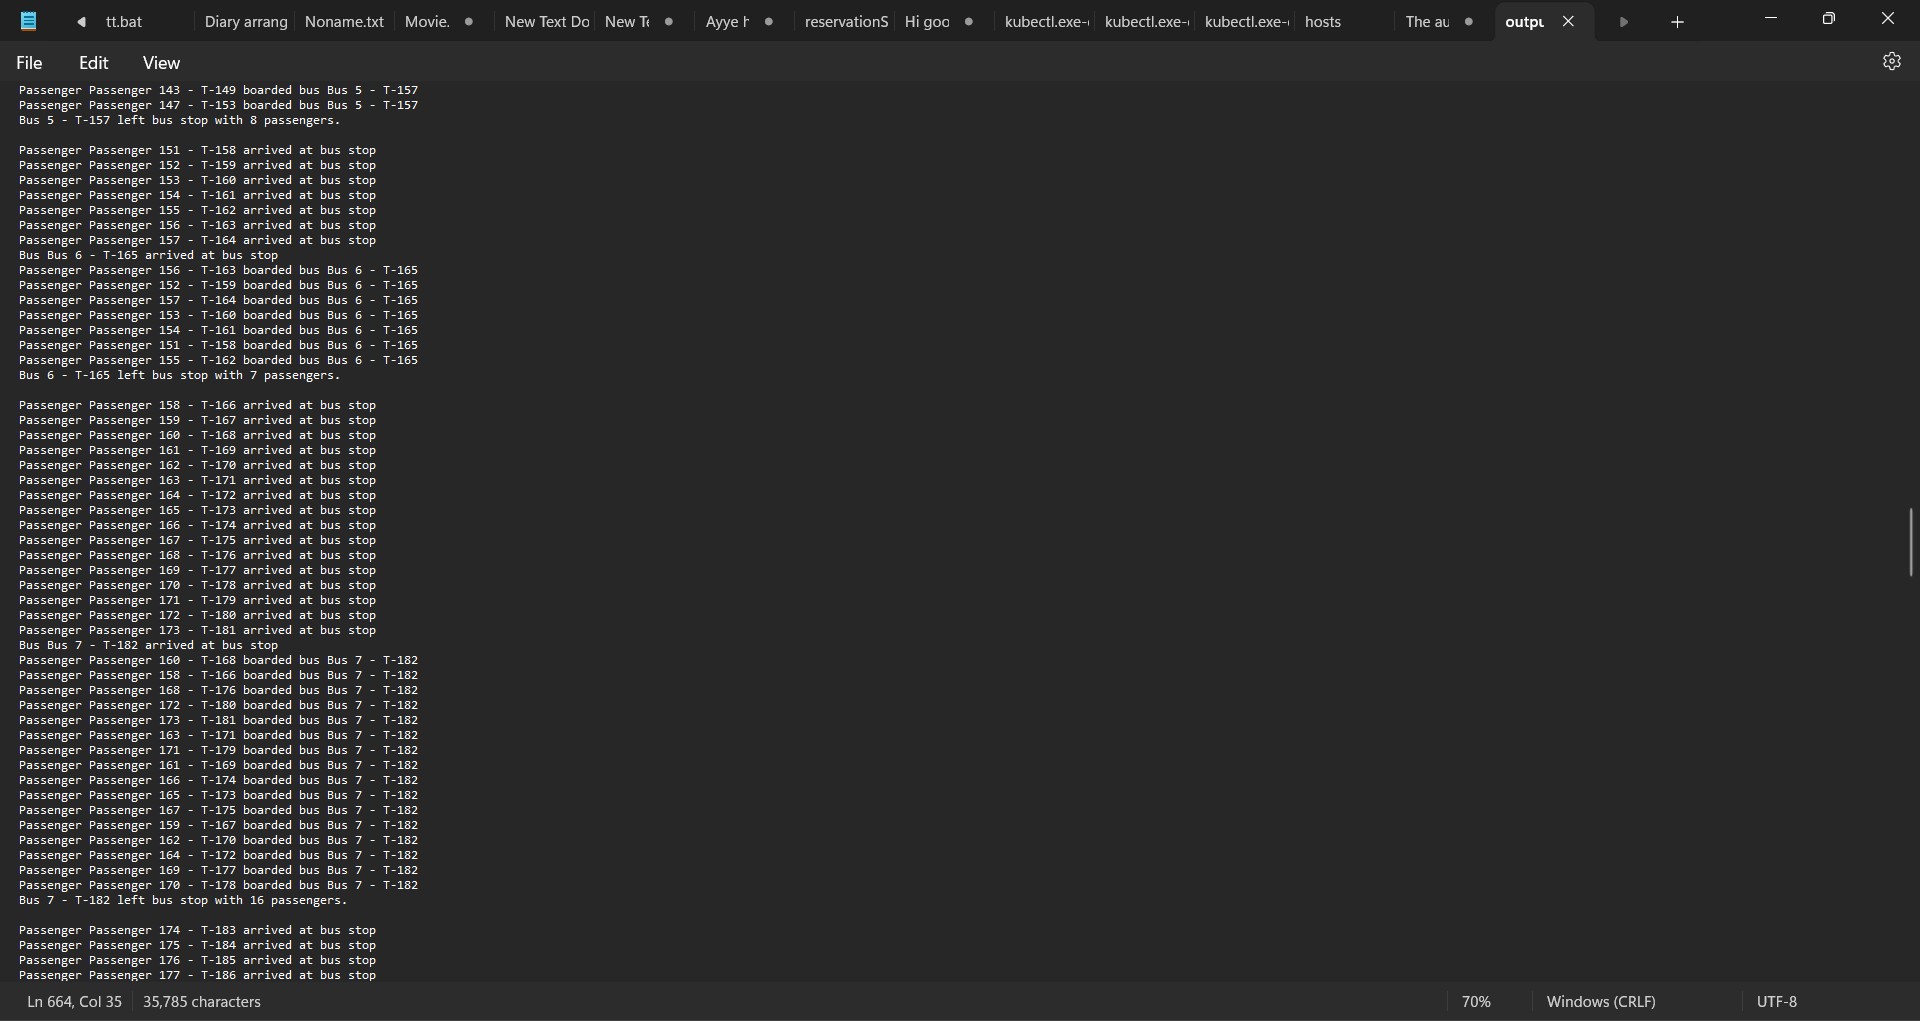 tt.bat Diary arrang Noname.txt Movie. New Text Do New Te Ayye h reservationS Hi goo kubectl.exe- kubectl.exe- kubectl.exe- hosts The au outpu
File Edit View
Passenger Passenger 143 - T-149 boarded bus Bus 5 - T-157
Passenger Passenger 147 - T-153 boarded bus Bus 5 - T-157
Bus 5 - T-157 left bus stop with 8 passengers.
Passenger Passenger 151 - T-158 arrived at bus stop
Passenger Passenger 152 - T-159 arrived at bus stop
Passenger Passenger 153 - T-160 arrived at bus stop
Passenger Passenger 154 - T-161 arrived at bus stop
Passenger Passenger 155 - T-162 arrived at bus stop
Passenger Passenger 156 - T-163 arrived at bus stop
Passenger Passenger 157 - T-164 arrived at bus stop
Bus Bus 6 - T-165 arrived at bus stop
Passenger Passenger 156 - T-163 boarded bus Bus 6 - T-165
Passenger Passenger 152 - T-159 boarded bus Bus 6 - T-165
Passenger Passenger 157 - T-164 boarded bus Bus 6 - T-165
Passenger Passenger 153 - T-160 boarded bus Bus 6 - T-165
Passenger Passenger 154 - T-161 boarded bus Bus 6 - T-165
Passenger Passenger 151 - T-158 boarded bus Bus 6 - T-165
Passenger Passenger 155 - T-162 boarded bus Bus 6 - T-165
Bus 6 - T-165 left bus stop with 7 passengers.
Passenger Passenger 158 - T-166 arrived at bus stop
Passenger Passenger 159 - T-167 arrived at bus stop
Passenger Passenger 160 - T-168 arrived at bus stop
Passenger Passenger 161 - T-169 arrived at bus stop
Passenger Passenger 162 - T-170 arrived at bus stop
Passenger Passenger 163 - T-171 arrived at bus stop
Passenger Passenger 164 - T-172 arrived at bus stop
Passenger Passenger 165 - T-173 arrived at bus stop
Passenger Passenger 166 - T-174 arrived at bus stop
Passenger Passenger 167 - T-175 arrived at bus stop
Passenger Passenger 168 - T-176 arrived at bus stop
Passenger Passenger 169 - T-177 arrived at bus stop
Passenger Passenger 170 - T-178 arrived at bus stop
Passenger Passenger 171 - T-179 arrived at bus stop
Passenger Passenger 172 - T-180 arrived at bus stop
Passenger Passenger 173 - T-181 arrived at bus stop
Bus Bus 7 - T-182 arrived at bus stop
Passenger Passenger 160 - T-168 boarded bus Bus 7 - T-182
Passenger Passenger 158 - T-166 boarded bus Bus 7 - T-182
Passenger Passenger 168 - T-176 boarded bus Bus 7 - T-182
Passenger Passenger 172 - T-180 boarded bus Bus 7 - T-182
Passenger Passenger 173 - T-181 boarded bus Bus 7 - T-182
Passenger Passenger 163 - T-171 boarded bus Bus 7 - T-182
Passenger Passenger 171 - T-179 boarded bus Bus 7 - T-182
Passenger Passenger 161 - T-169 boarded bus Bus 7 - T-182
Passenger Passenger 166 - T-174 boarded bus Bus 7 - T-182
Passenger Passenger 165 - T-173 boarded bus Bus 7 - T-182
Passenger Passenger 167 - T-175 boarded bus Bus 7 - T-182
Passenger Passenger 159 - T-167 boarded bus Bus 7 - T-182
Passenger Passenger 162 - T-170 boarded bus Bus 7 - T-182
Passenger Passenger 164 - T-172 boarded bus Bus 7 - T-182
Passenger Passenger 169 - T-177 boarded bus Bus 7 - T-182
Passenger Passenger 170 - T-178 boarded bus Bus 7 - T-182
Bus 7 - T-182 left bus stop with 16 passengers.
Passenger Passenger 174 - T-183 arrived at bus stop
Passenger Passenger 175 - T-184 arrived at bus stop
Passenger Passenger 176 - T-185 arrived at bus stop
Passenger Passenger 177 - T-186 arrived at bus stop
Ln 664, Col 35 35,785 characters 70% Windows (CRLF) UTF-8